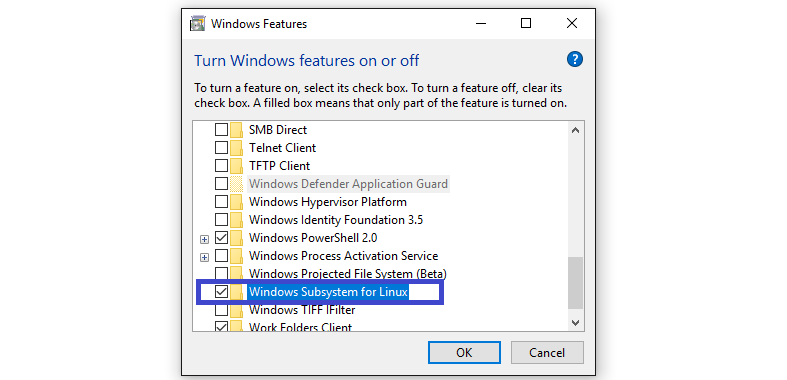 Windows Features
Turn Windows features on or off
?
To turn a feature on, select its check box. To turn a feature off, clear its
check box. A filled box means that only part of the feature is turned on.
SMB Direct
Telnet Client
TFTP Client
Windows Defender Application Guard
Windows Hypervisor Platform
Windows Identity Foundation 3.5
Windows PowerShell 2.0
Windows Process Activation Service
Windows Projected File System (Beta)
Windows Subsystem for Linux
Windows TIFF IFilter
Work Folders Client
OK
Cancel